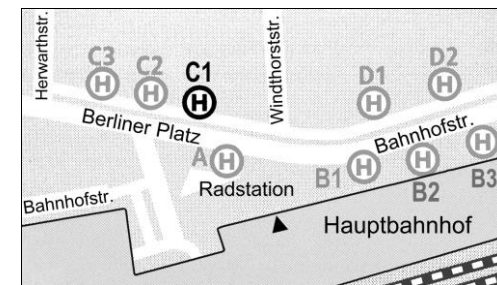 Herwarthstr.
C3
H
C2
H
C1
H
Windthorststr.
D1
H
D2
H
Berliner Platz
A
H
Radstation
Bahnhofstr.
B1
H
B2
H
B3
H
Bahnhofstr.
Hauptbahnhof